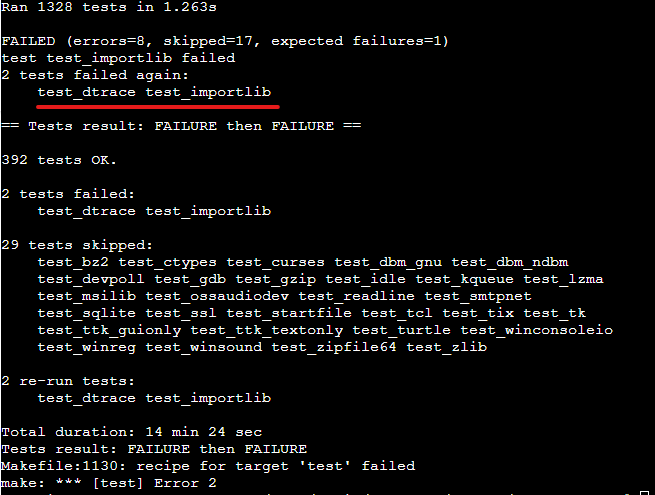 Ran 1328 tests in 1.263s
FAILED (errors=8, skipped=17, expected failures=1)
test test_importlib failed
2 tests failed again:
test_dtrace test_importlib
== Tests result: FAILURE then FAILURE ==
392 tests OK.
2 tests failed:
test_dtrace test_importlib
29 tests skipped:
test_bz2 test_ctypes test_curses test_dbm_gnu test_dbm_ndbm
test_devpoll test_gdb test_gzip test_idle test_kqueue test_lzma
test_msilib test_ossaudiodev test_readline test_smtpnet
test_sqlite test_ssl test_startfile test_tcl test_tix test_tk
test_ttk_guionly test_ttk_textonly test_turtle test_winconsoleio
test_winreg test_winsound test_zipfile64 test_zlib
2 re-run tests:
test_dtrace test_importlib
Total duration: 14 min 24 sec
Tests result: FAILURE then FAILURE
Makefile:1130: recipe for target 'test' failed
make: *** [test] Error 2